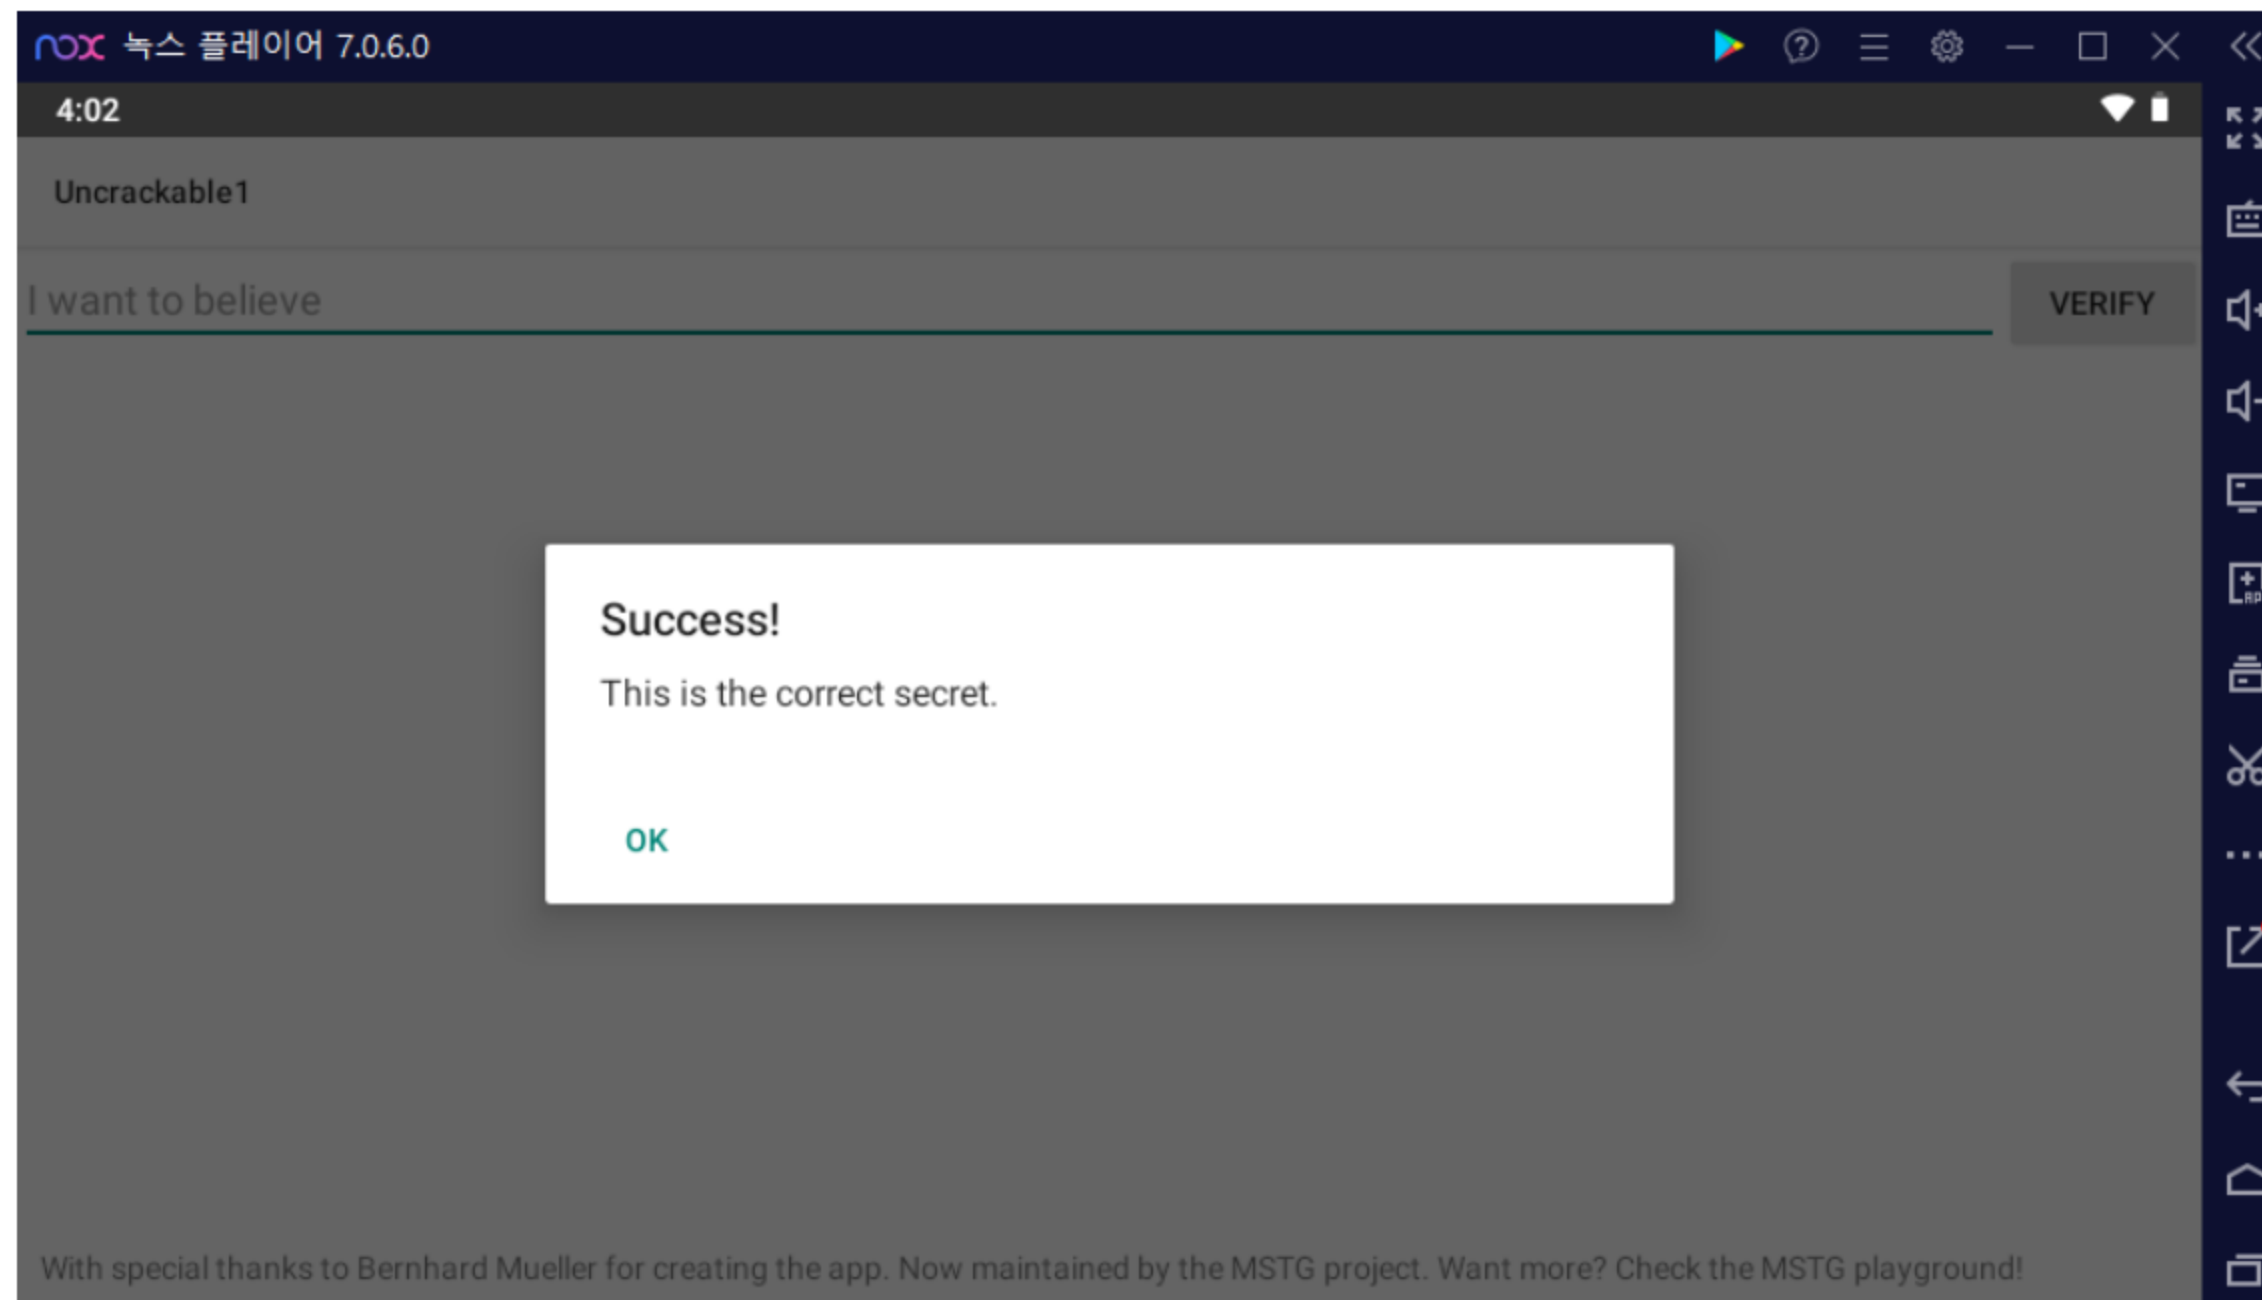 nox 녹스 플레이어 7.0.6.0
4:02
Uncrackable1
I want to believe
VERIFY
Success!
This is the correct secret.
OK
With special thanks to Bernhard Mueller for creating the app. Now maintained by the MSTG project. Want more? Check the MSTG playground!